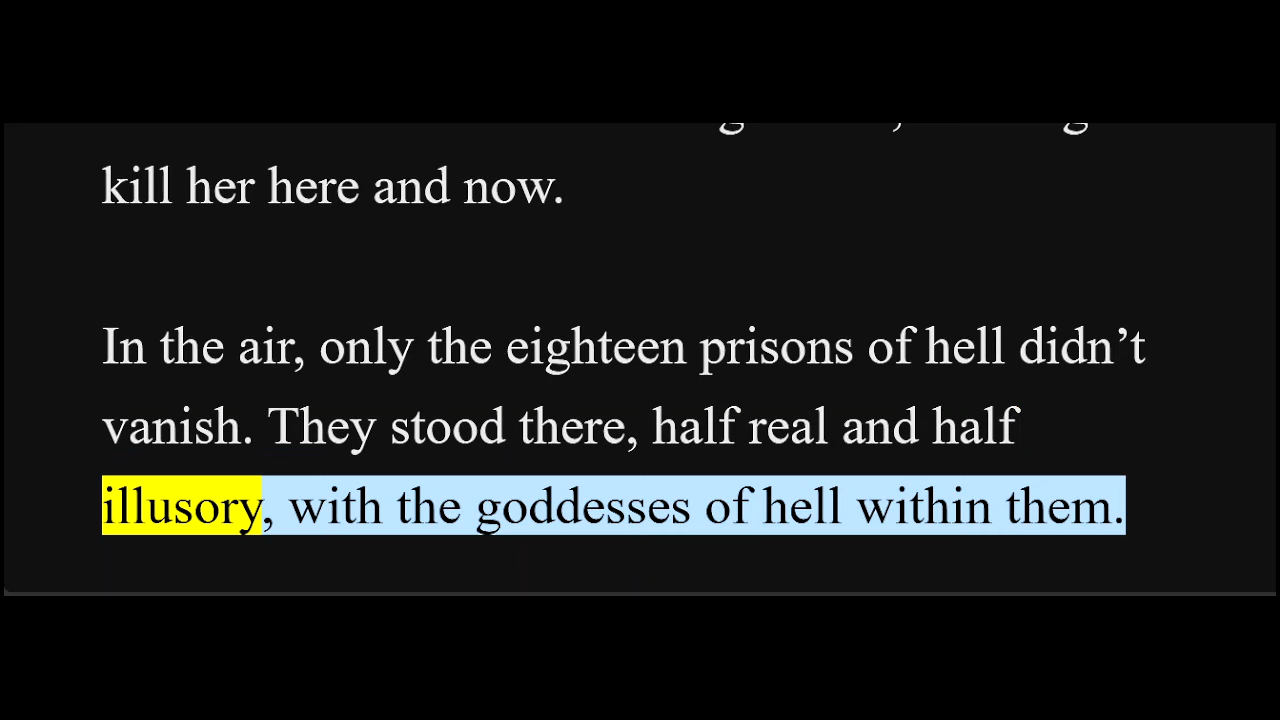 kill her here and now.
In the air, only the eighteen prisons of hell didn’t
vanish. They stood there, half real and half
illusory, with the goddesses of hell within them.